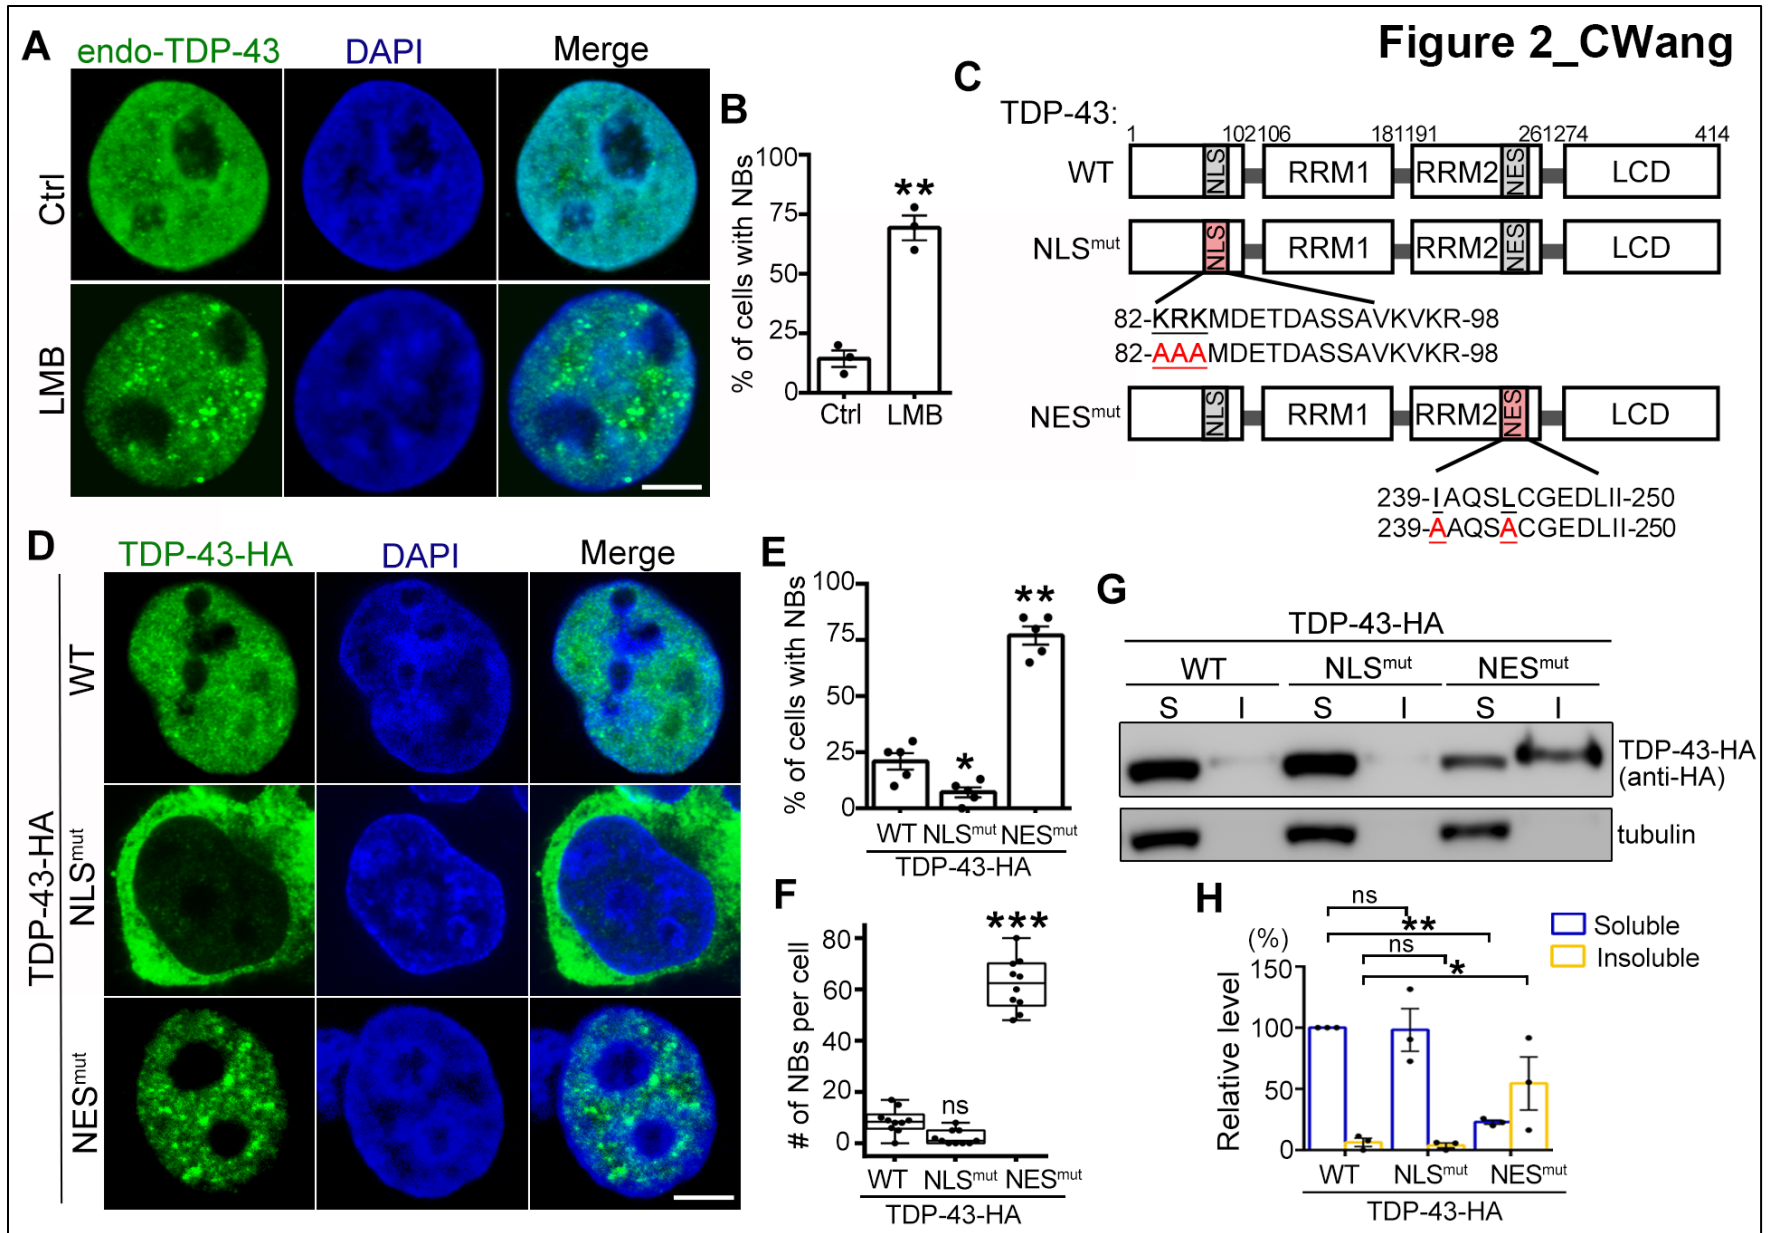 Figure 2_CWang
A
endo-TDP-43 DAPI Merge
Ctrl
LMB
B
% of cells with NBs
100
75
50
25
0
**
Ctrl LMB
C
TDP-43:
1 102 106 181 191 261 274 414
WT NLS RRM1 RRM2 NES LCD
NLSmut NLS RRM1 RRM2 NES LCD
82-KRKMDETDASSAVKVKR-98
82-AAAMDETDASSAVKVKR-98
NESmut NLS RRM1 RRM2 NES LCD
239-IAQSLCGEDLII-250
239-AAQSACGEDLII-250
D
TDP-43-HA DAPI Merge
TDP-43-HA
WT
NLSmut
NESmut
E
% of cells with NBs
100
75
50
25
0
* **
WT NLSmut NESmut
TDP-43-HA
F
# of NBs per cell
80
60
40
20
0
ns ***
WT NLSmut NESmut
TDP-43-HA
G
TDP-43-HA
WT NLSmut NESmut
S I S I S I
TDP-43-HA
(anti-HA)
tubulin
H
ns
**
ns
*
Soluble
Insoluble
(%)
Relative level
150
100
50
0
WT NLSmut NESmut
TDP-43-HA